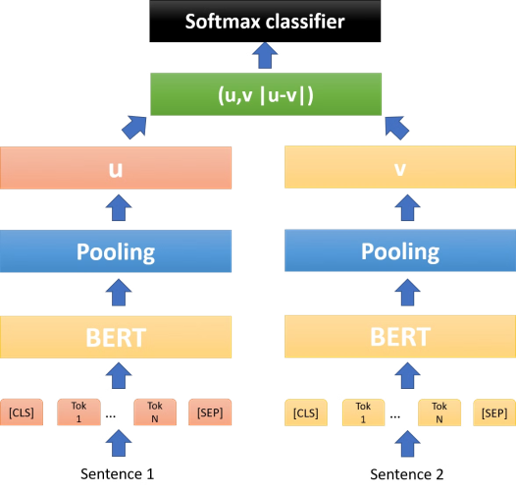 Softmax classifier
(u,v |u-v|)
u
v
Pooling
Pooling
BERT
BERT
[CLS] Tok 1 ... Tok N [SEP]
[CLS] Tok 1 ... Tok N [SEP]
Sentence 1
Sentence 2